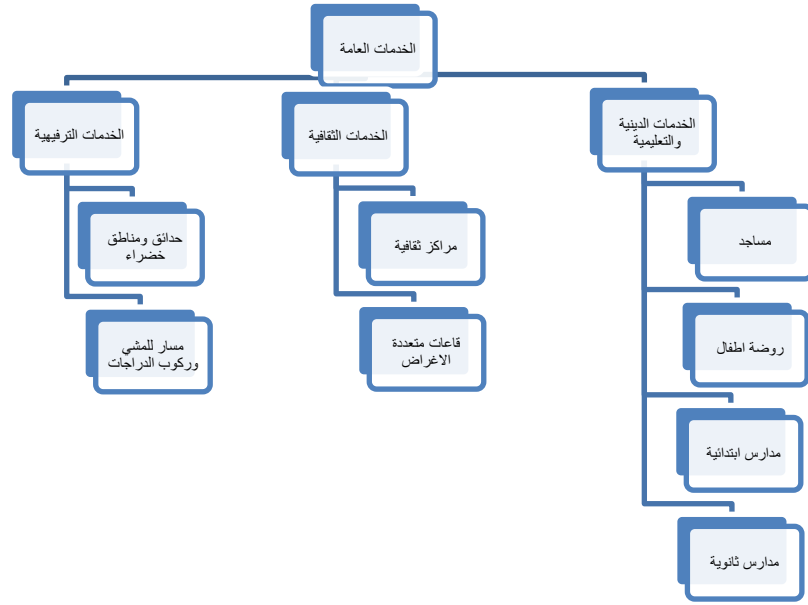 الخدمات العامة
الخدمات الدينية
والتعليمية
مساجد
روضة اطفال
مدارس ابتدائية
مدارس ثانوية
الخدمات الثقافية
مراكز ثقافية
قاعات متعددة
الاغراض
الخدمات الترفيهية
حدائق ومناطق
خضراء
مسار للمشي
وركوب الدراجات